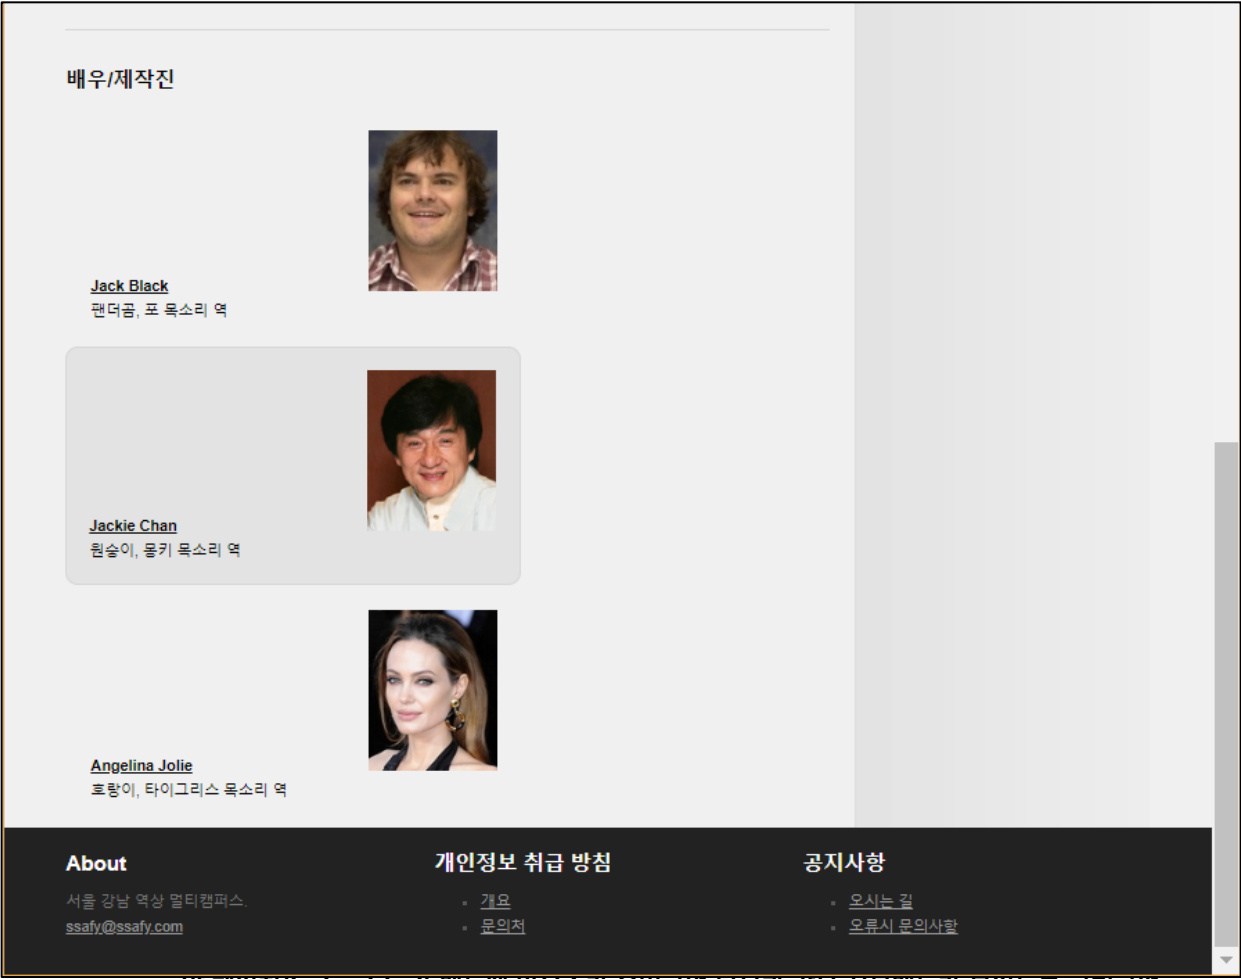 배우/제작진
Jack Black
팬더곰, 포 목소리 역
Jackie Chan
원숭이, 몽키 목소리 역
Angelina Jolie
호랑이, 타이그리스 목소리 역
About
서울 강남 역상 멀티캠퍼스.
ssafy@ssafy.com
개인정보 취급 방침
개요
문의처
공지사항
오시는 길
오류시 문의사항